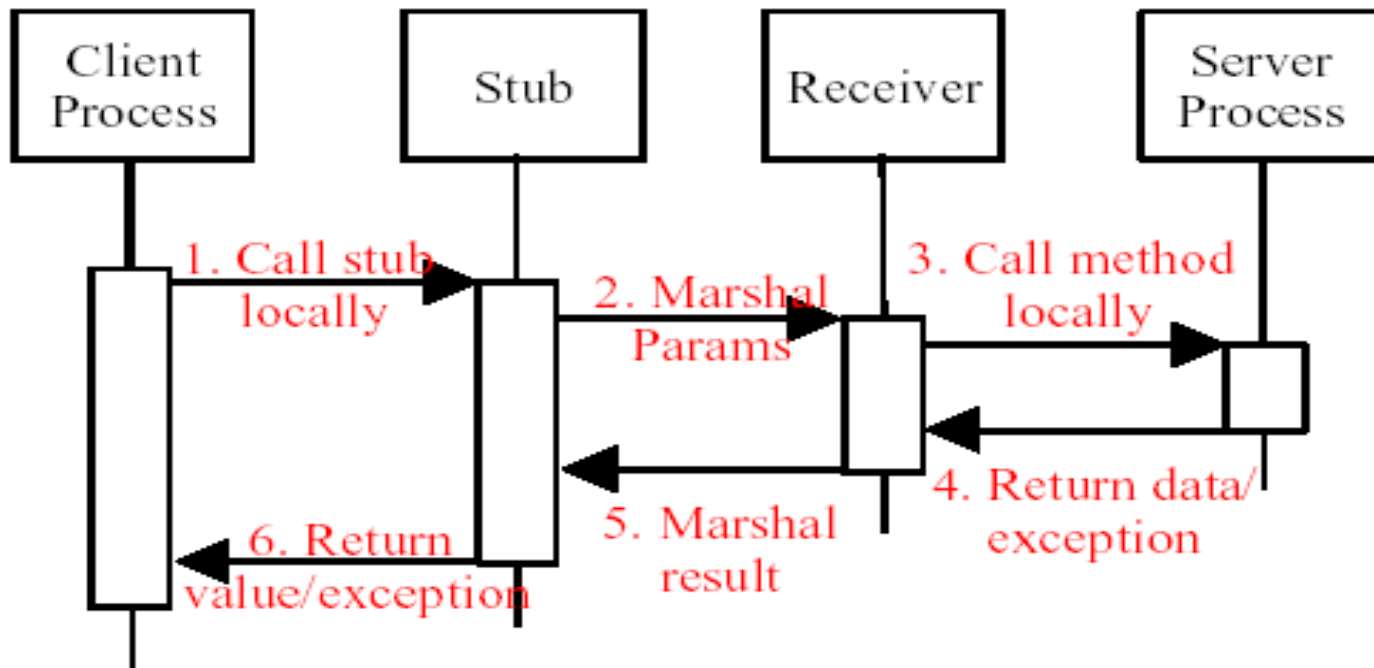 Client
Process
Stub
Receiver
Server
Process
1. Call stub
locally
2. Marshal
Params
3. Call method
locally
4. Return data/
exception
5. Marshal
result
6. Return
value/exception